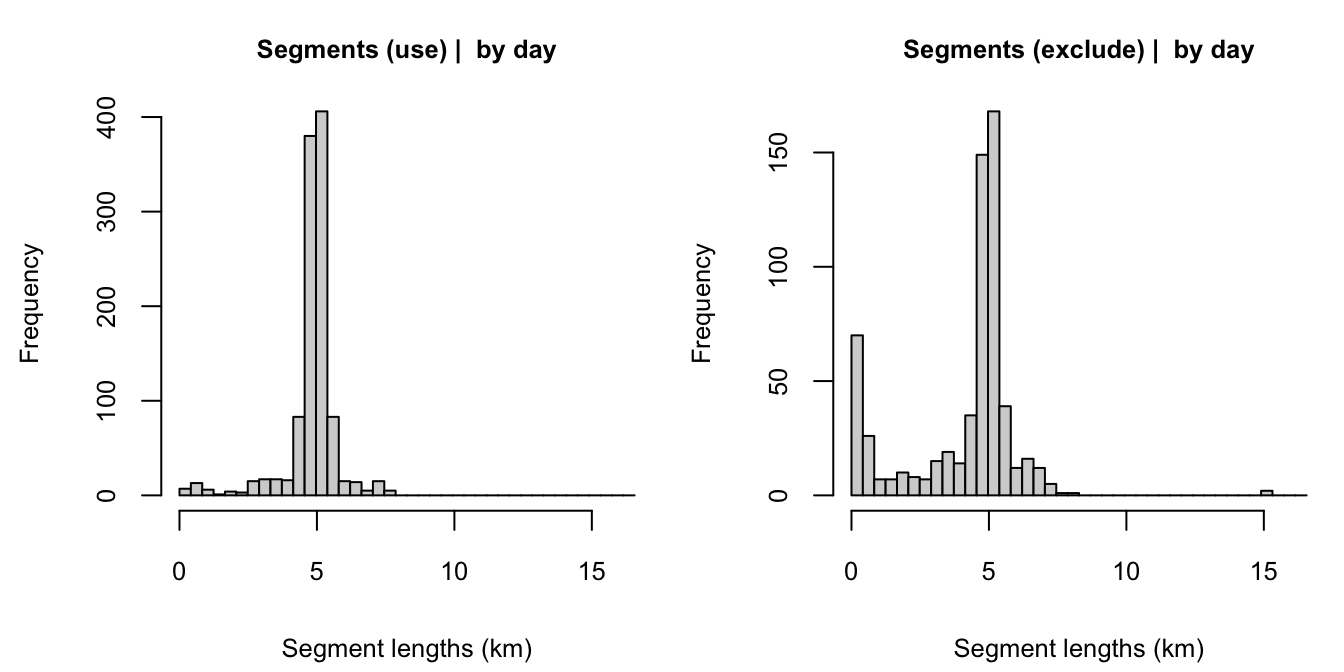 Segments (use) |  by day
Frequency
0
100
200
300
400
0 5 10 15
Segment lengths (km)
Segments (exclude) |  by day
Frequency
0
50
100
150
0 5 10 15
Segment lengths (km)